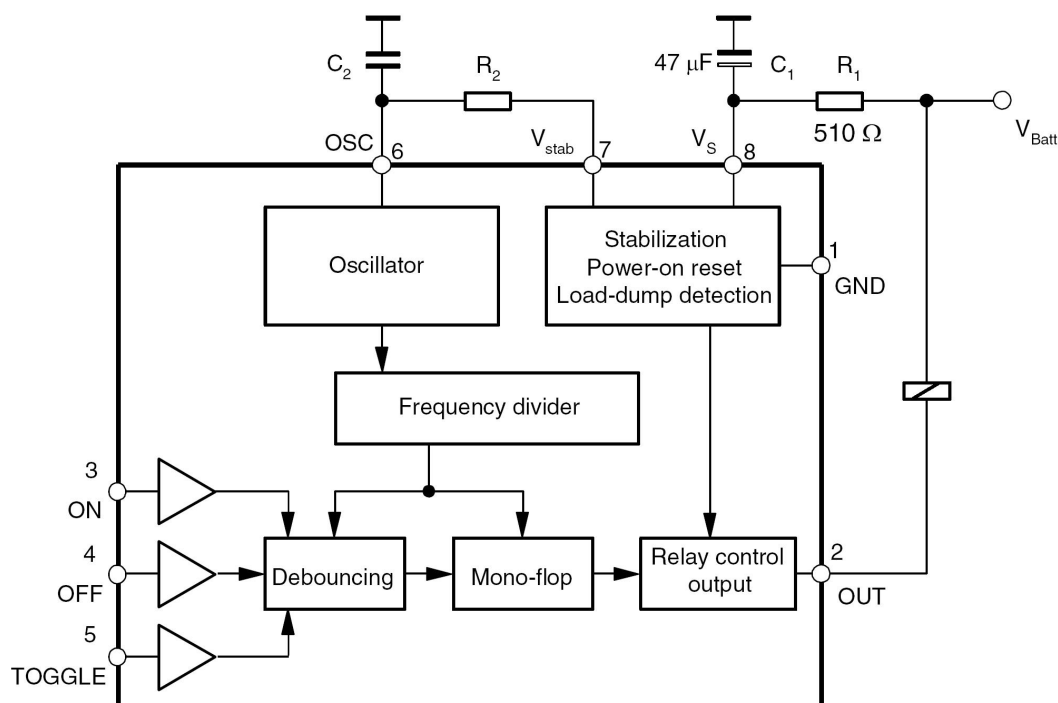 C2
R2
47 μF
C1
R1
510 Ω
VBatt
OSC
6
Vstab
7
VS
8
Oscillator
Stabilization
Power-on reset
Load-dump detection
1
GND
Frequency divider
3
ON
4
OFF
5
TOGGLE
Debouncing
Mono-flop
Relay control
output
2
OUT